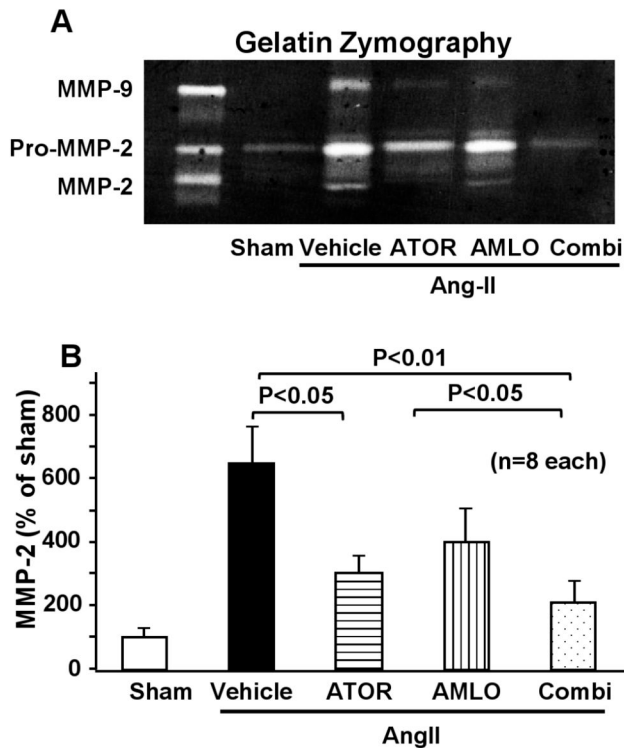 A
Gelatin Zymography
MMP-9
Pro-MMP-2
MMP-2
Sham Vehicle ATOR AMLO Combi
Ang-II
B
P<0.01
P<0.05 P<0.05
(n=8 each)
MMP-2 (% of sham)
800
600
400
200
0
Sham Vehicle ATOR AMLO Combi
AngII